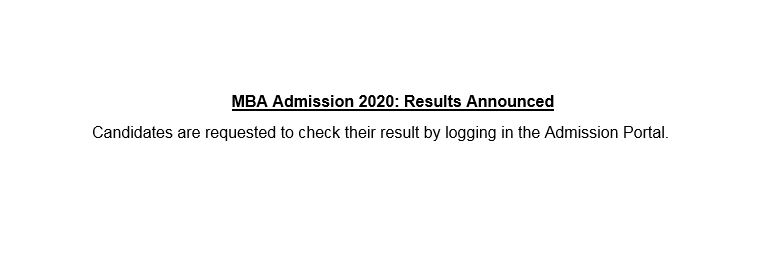 MBA Admission 2020: Results Announced
Candidates are requested to check their result by logging in the Admission Portal.